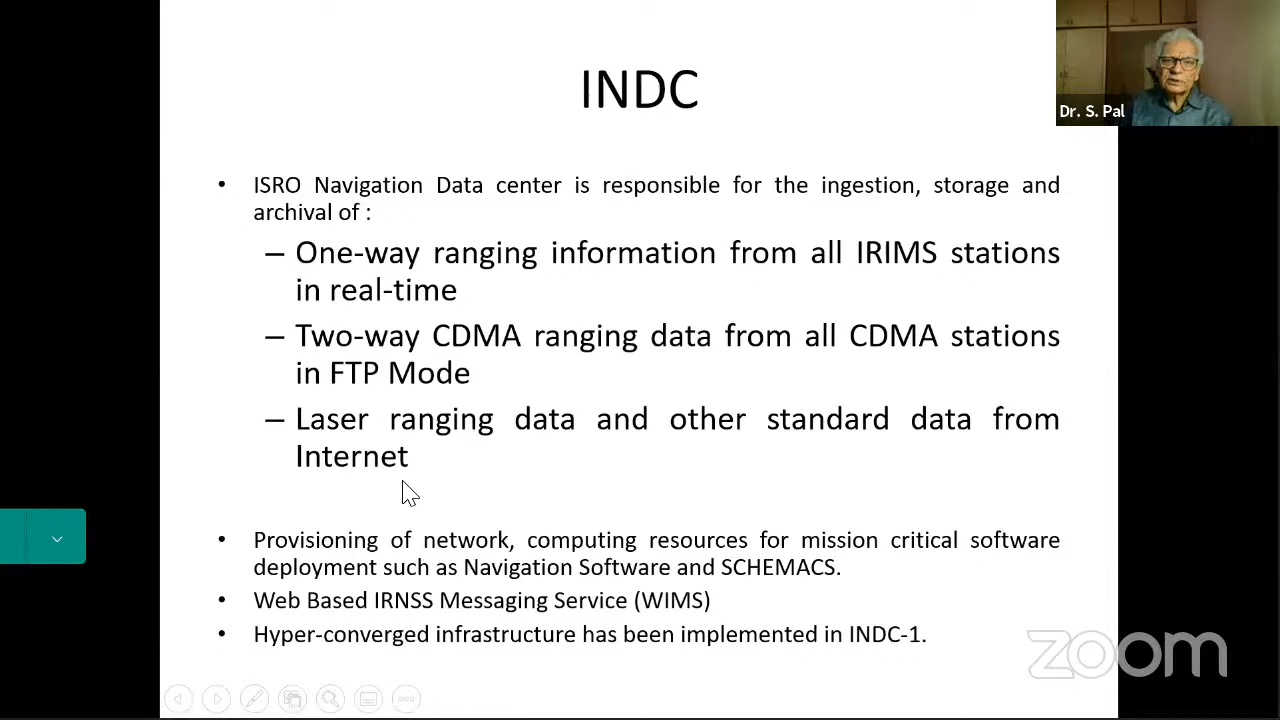 INDC
Dr. S. Pal
• ISRO Navigation Data center is responsible for the ingestion, storage and
archival of :
– One-way ranging information from all IRIMS stations
in real-time
– Two-way CDMA ranging data from all CDMA stations
in FTP Mode
– Laser ranging data and other standard data from
Internet
• Provisioning of network, computing resources for mission critical software
deployment such as Navigation Software and SCHEMACS.
• Web Based IRNSS Messaging Service (WIMS)
• Hyper-converged infrastructure has been implemented in INDC-1.
zoom